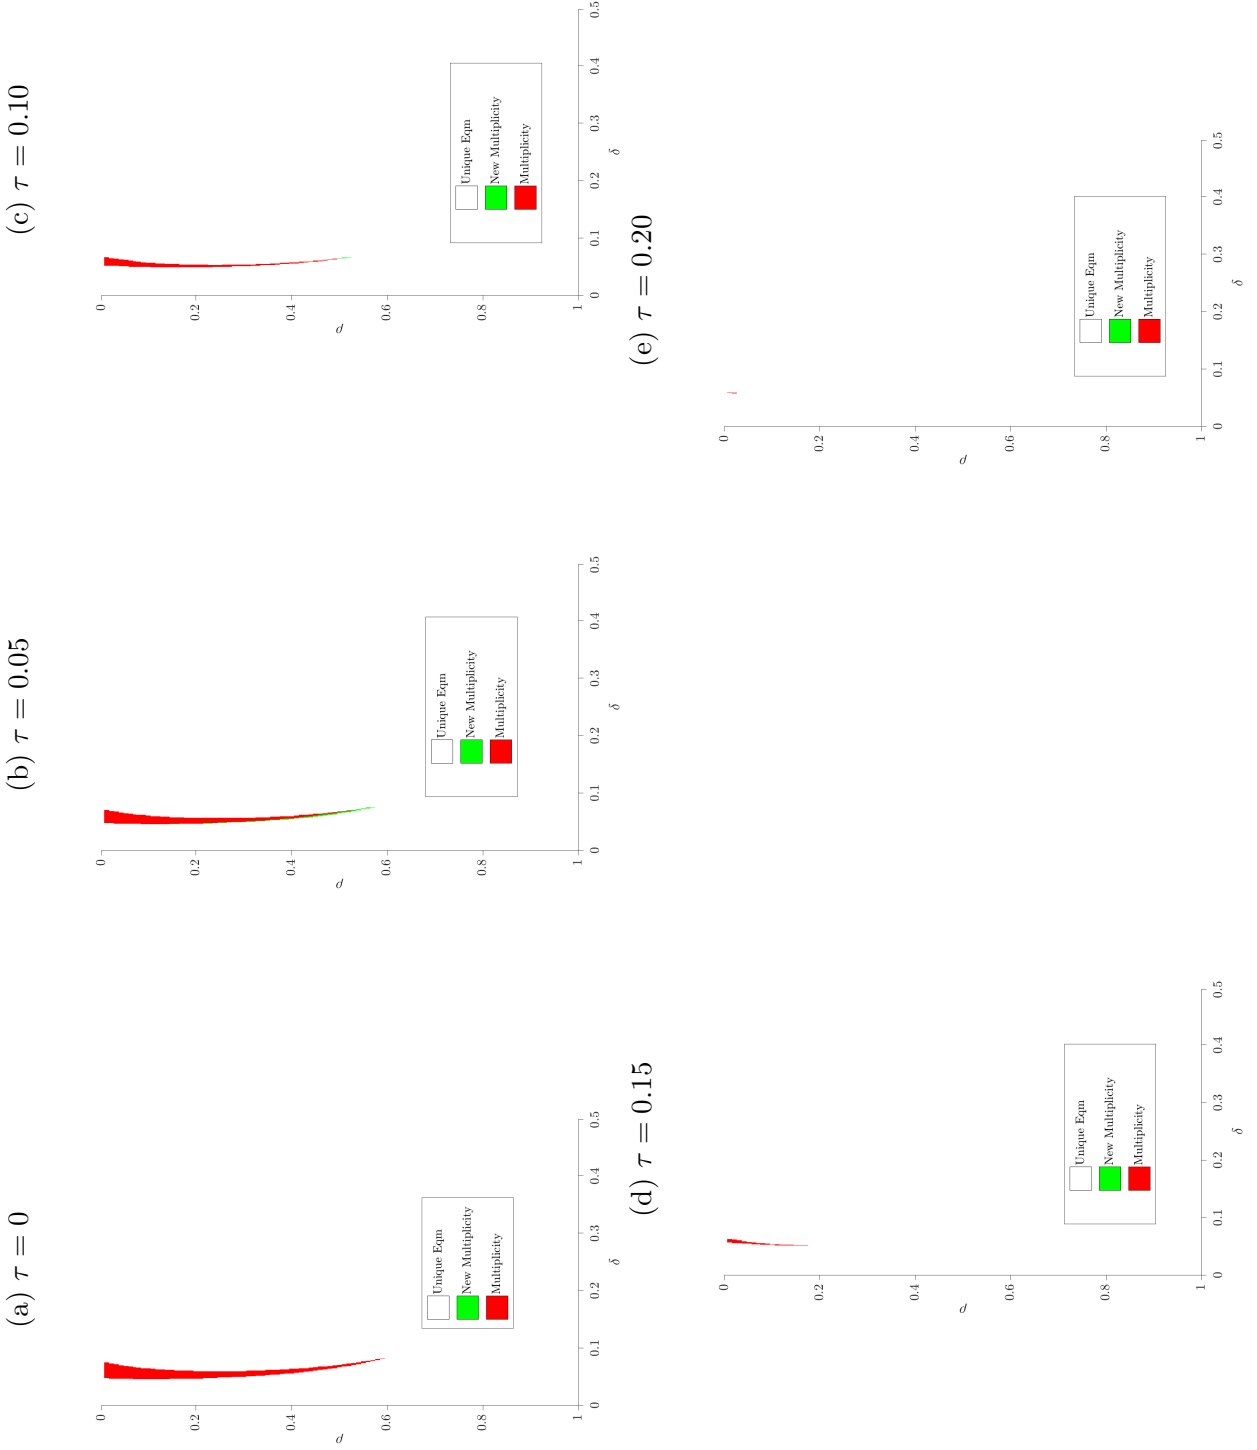 (a) τ = 0
0
0.2
0.4
ρ
0.6
0.8
1
Unique Eqm
New Multiplicity
Multiplicity
0 0.1 0.2 0.3 0.4 0.5
δ
(b) τ = 0.05
0
0.2
0.4
ρ
0.6
0.8
1
Unique Eqm
New Multiplicity
Multiplicity
0 0.1 0.2 0.3 0.4 0.5
δ
(c) τ = 0.10
0
0.2
0.4
ρ
0.6
0.8
1
Unique Eqm
New Multiplicity
Multiplicity
0 0.1 0.2 0.3 0.4 0.5
δ
(d) τ = 0.15
0
0.2
0.4
ρ
0.6
0.8
1
Unique Eqm
New Multiplicity
Multiplicity
0 0.1 0.2 0.3 0.4 0.5
δ
(e) τ = 0.20
0
0.2
0.4
ρ
0.6
0.8
1
Unique Eqm
New Multiplicity
Multiplicity
0 0.1 0.2 0.3 0.4 0.5
δ